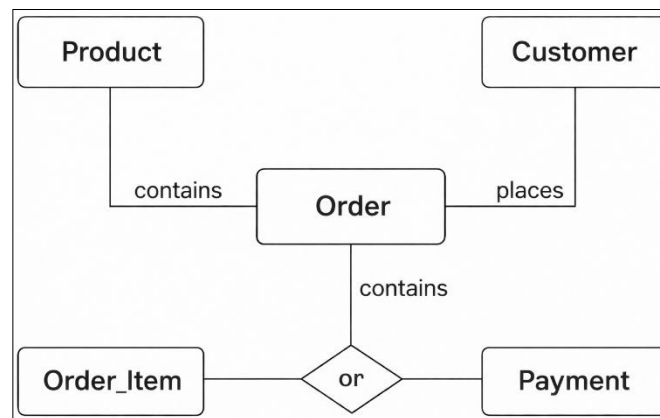 Product
Customer
contains
places
Order
contains
Order_Item
or
Payment